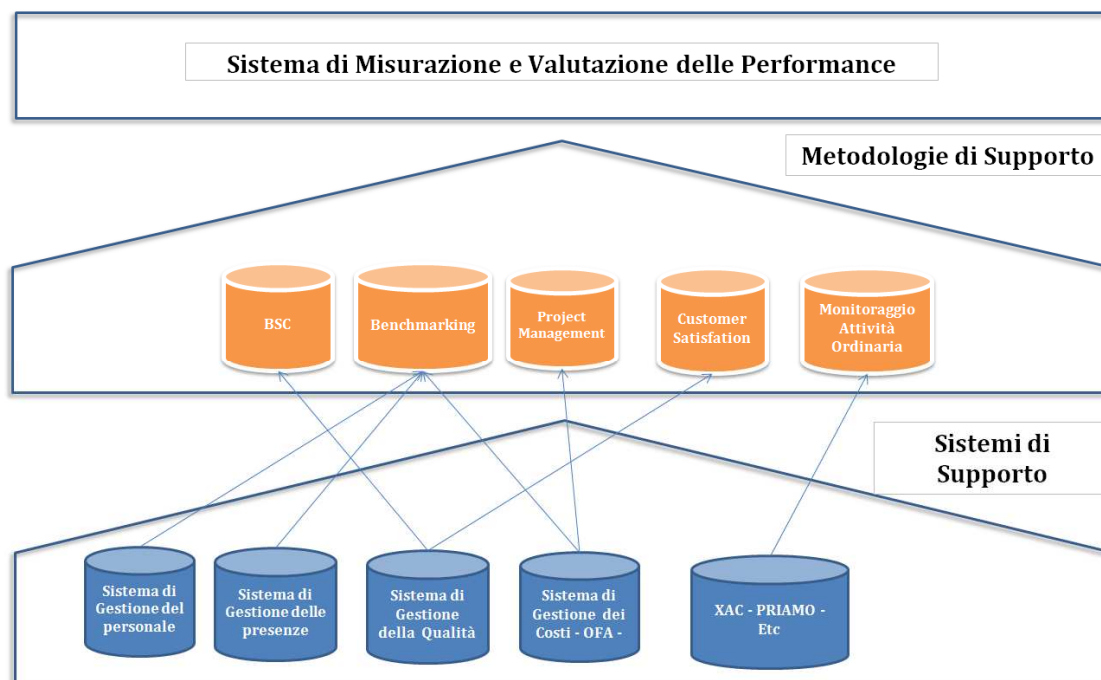 Sistema di Misurazione e Valutazione delle Performance
Metodologie di Supporto
BSC
Benchmarking
Project
Management
Customer
Satisfation
Monitoraggio
Attività
Ordinaria
Sistemi di
Supporto
Sistema di
Gestione del
personale
Sistema di
Gestione delle
presenze
Sistema di
Gestione
della Qualità
Sistema di
Gestione dei
Costi - OFA -
XAC - PRIAMO -
Etc